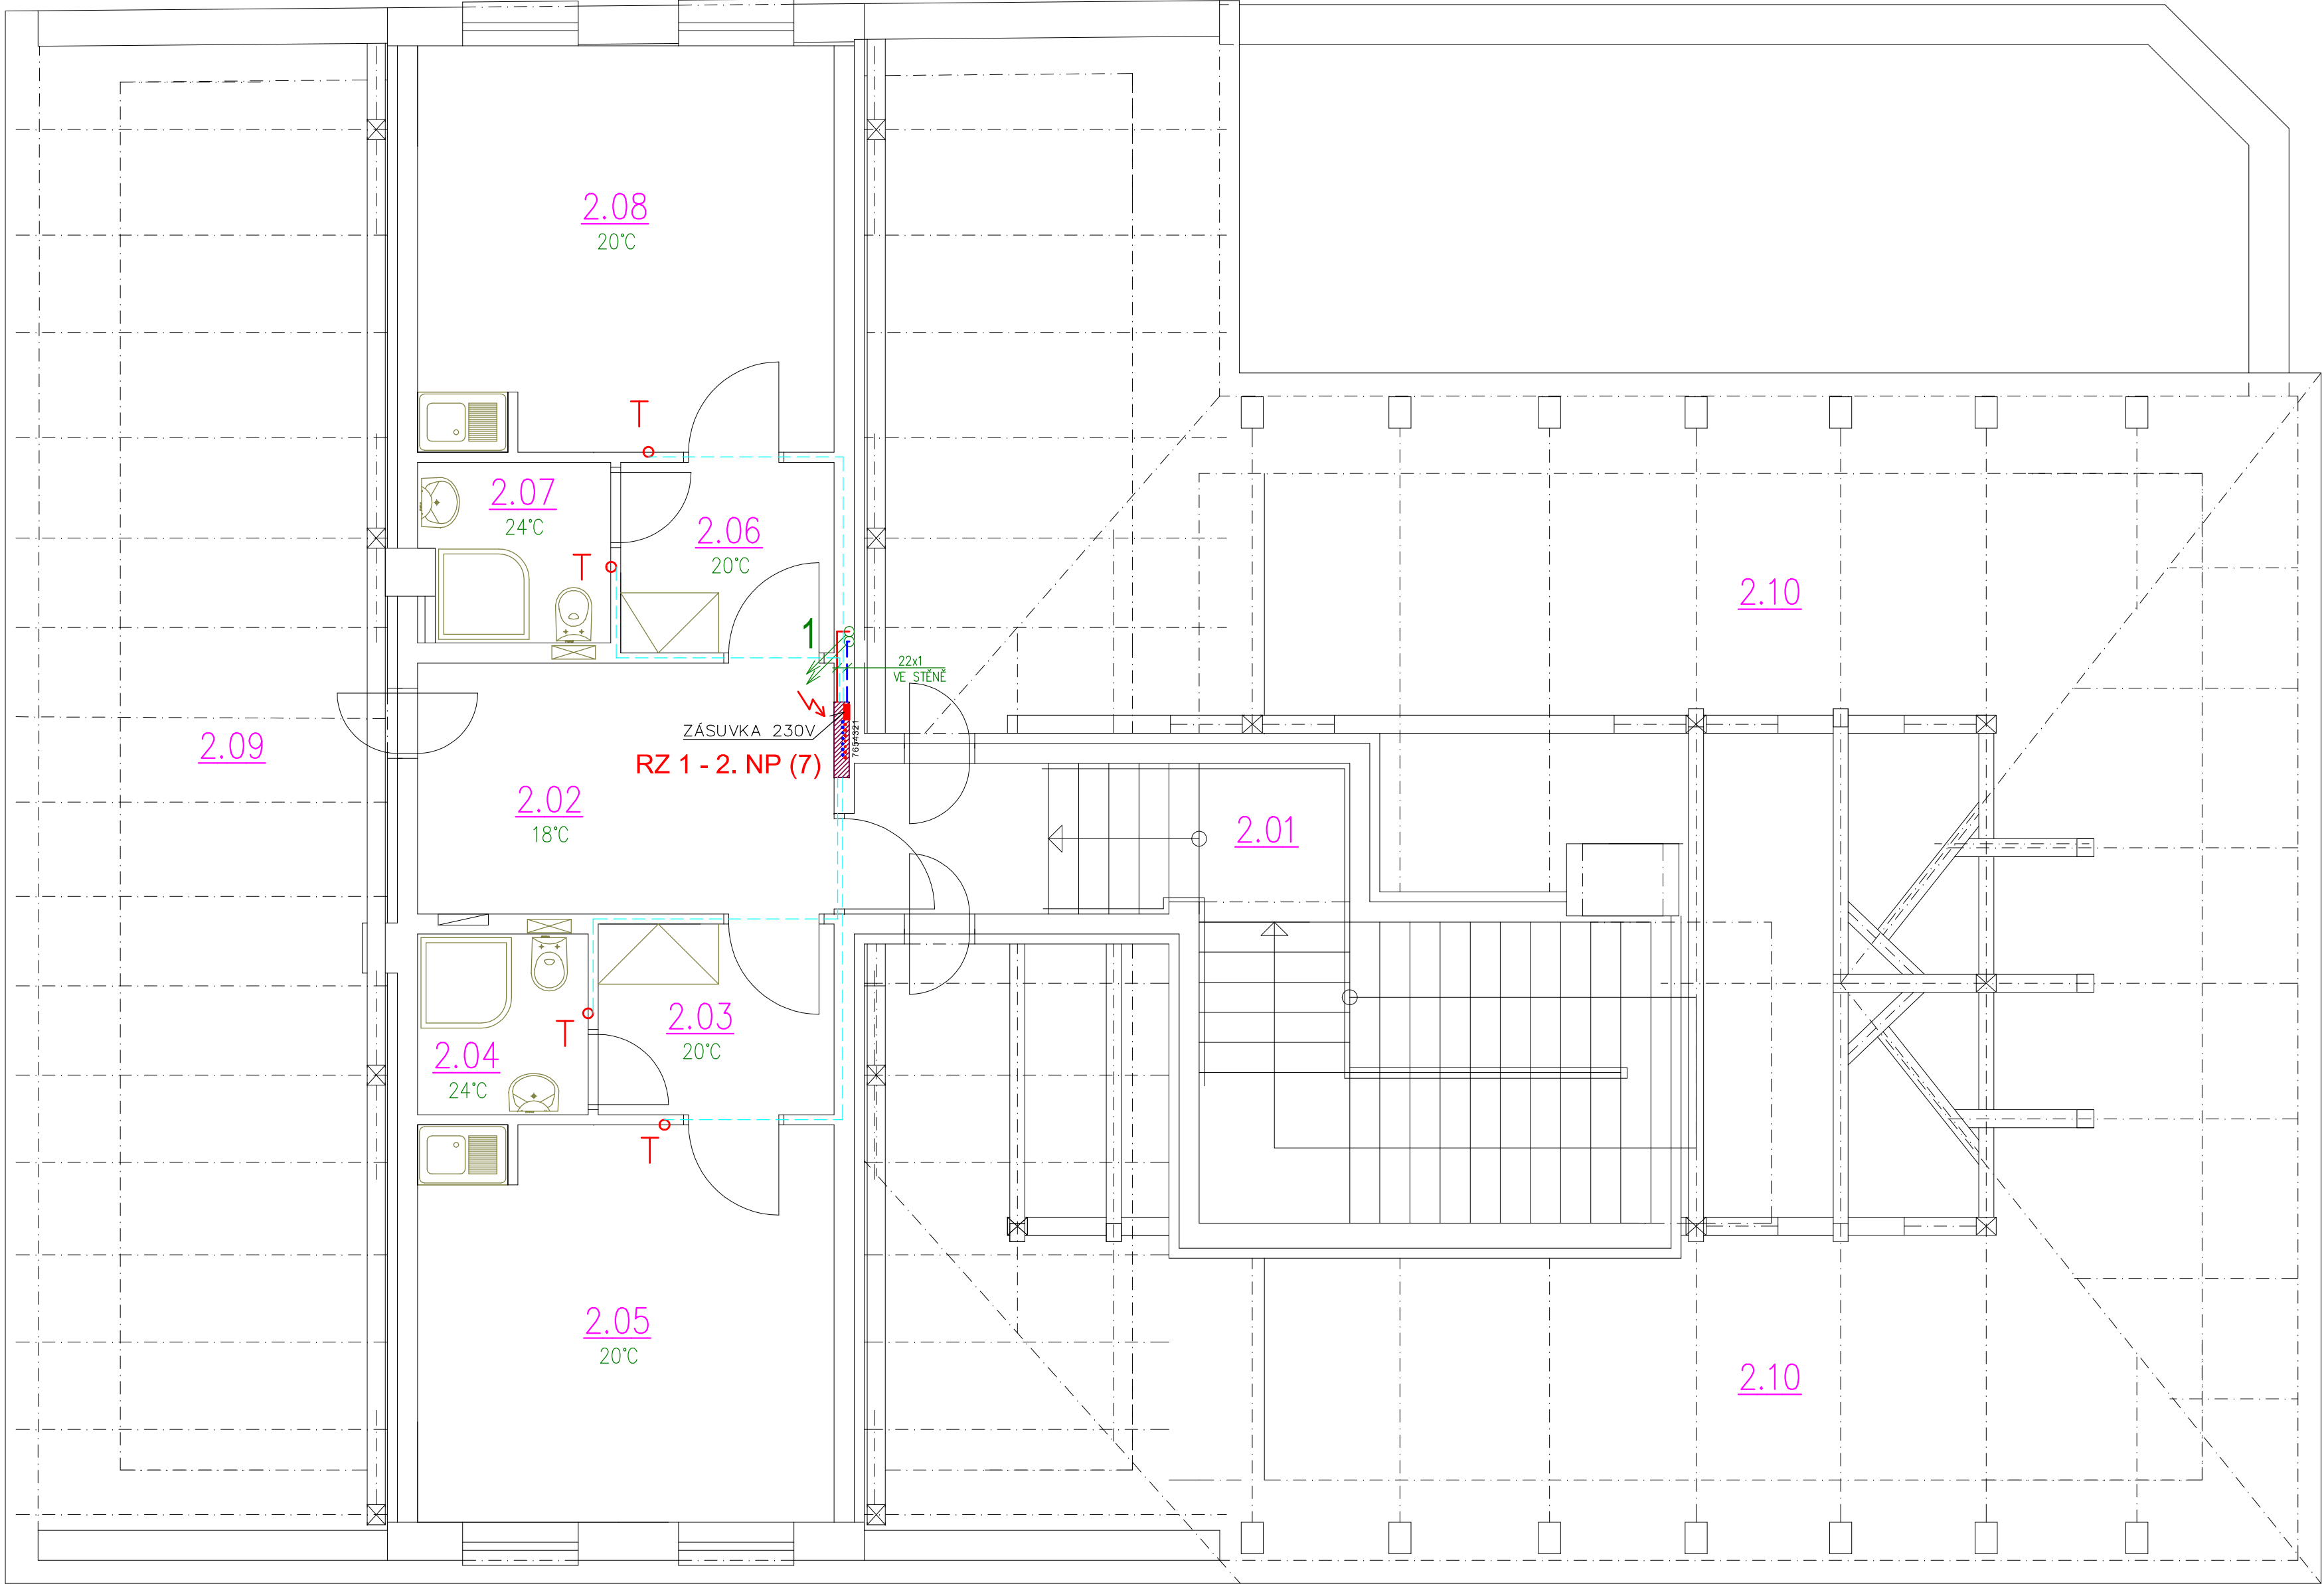 2.08
20°C
T
2.07
24°C
2.06
20°C
T
2.10
1
22x1
VE STĚNĚ
ZÁSUVKA 230V
7654321
2.09
RZ 1 - 2. NP (7)
2.02
18°C
2.01
2.03
20°C
T
2.04
24°C
T
2.05
20°C
2.10